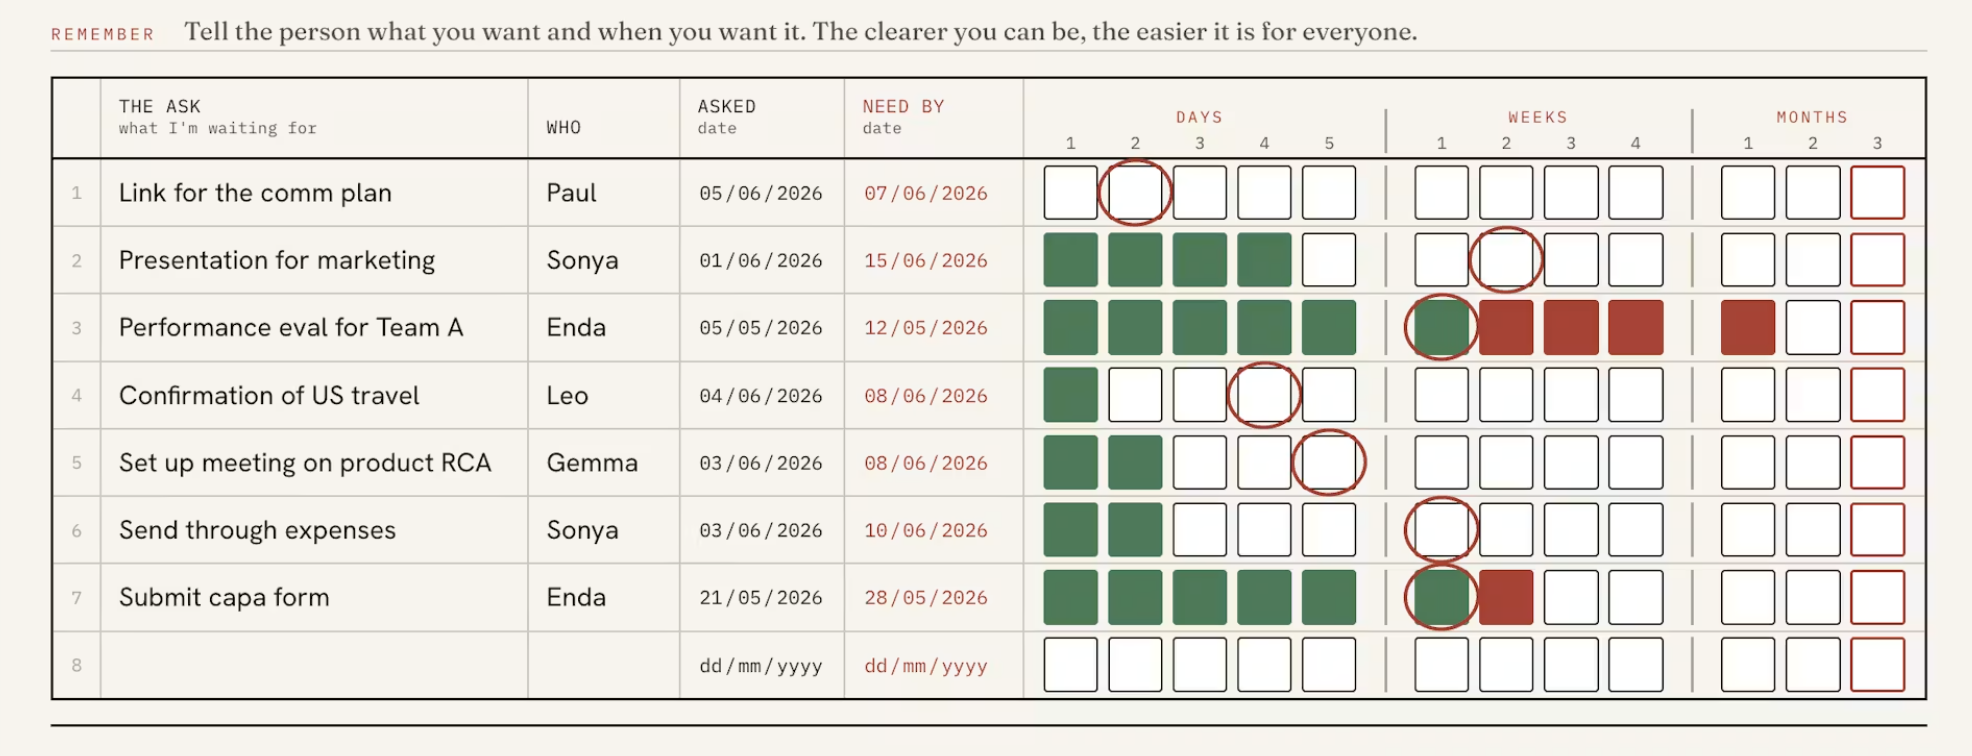 REMEMBER Tell the person what you want and when you want it. The clearer you can be, the easier it is for everyone.
THE ASK
what I'm waiting for
WHO
ASKED
date
NEED BY
date
DAYS
1 2 3 4 5
WEEKS
1 2 3 4
MONTHS
1 2 3
1 Link for the comm plan Paul 05/06/2026 07/06/2026
2 Presentation for marketing Sonya 01/06/2026 15/06/2026
3 Performance eval for Team A Enda 05/05/2026 12/05/2026
4 Confirmation of US travel Leo 04/06/2026 08/06/2026
5 Set up meeting on product RCA Gemma 03/06/2026 08/06/2026
6 Send through expenses Sonya 03/06/2026 10/06/2026
7 Submit capa form Enda 21/05/2026 28/05/2026
8 dd/mm/yyyy dd/mm/yyyy